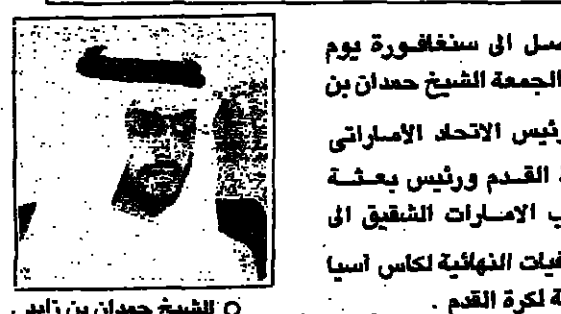 صل الى سنغافورة يوم
الجمعة الشيخ حمدان بن
رئيس الاتحاد الأماراتى
القدم ورئيس بعثة
ب الامارات الشقيق الى
فيات النهائية لكاس آسيا
ة لكرة القدم .
○ الشيخ حمدان بن زايد .